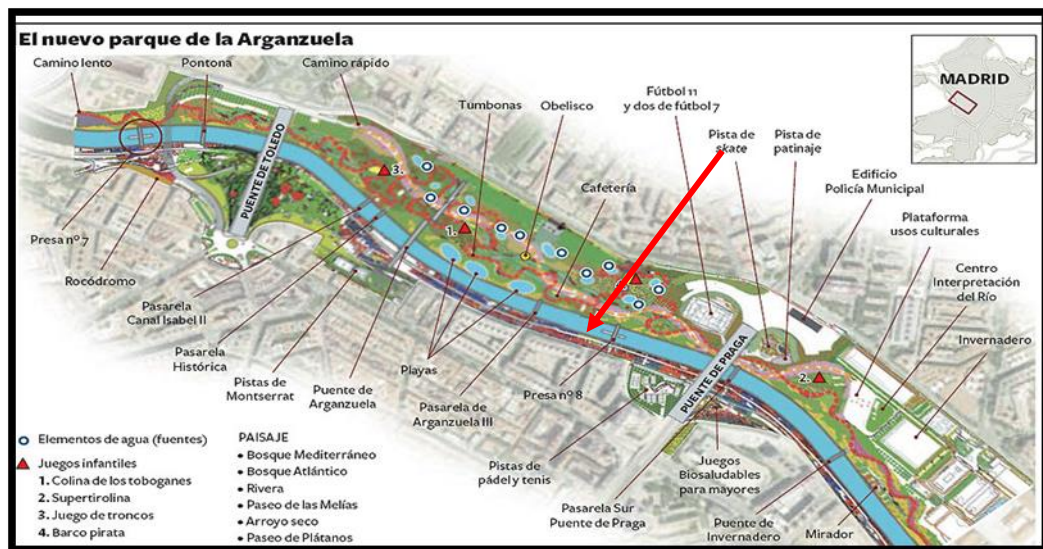 El nuevo parque de la Arganzuela
Camino lento
Pontona
Camino rápido
Tumbonas
Obelisco
Fútbol 11
y dos de fútbol 7
Pista de
skate
Pista de
patinaje
Edificio
Policía Municipal
Plataforma
usos culturales
Centro
Interpretación
del Río
Invernadero
MADRID
Cafetería
PUENTE DE TOLEDO
PUENTE DE PRAGA
3.
1.
2.
Presa nº 7
Rocódromo
Pasarela
Canal Isabel II
Pasarela
Histórica
Pistas de
Montserrat
Puente de
Arganzuela
Playas
Pasarela de
Arganzuela III
Presa nº 8
Pistas de
pádel y tenis
Pasarela Sur
Puente de Praga
Juegos
Biosaludables
para mayores
Puente de
Invernadero
Mirador
Elementos de agua (fuentes)
Juegos infantiles
1. Colina de los toboganes
2. Supertirolina
3. Juego de troncos
4. Barco pirata
PAISAJE
• Bosque Mediterráneo
• Bosque Atlántico
• Rivera
• Paseo de las Melías
• Arroyo seco
• Paseo de Plátanos